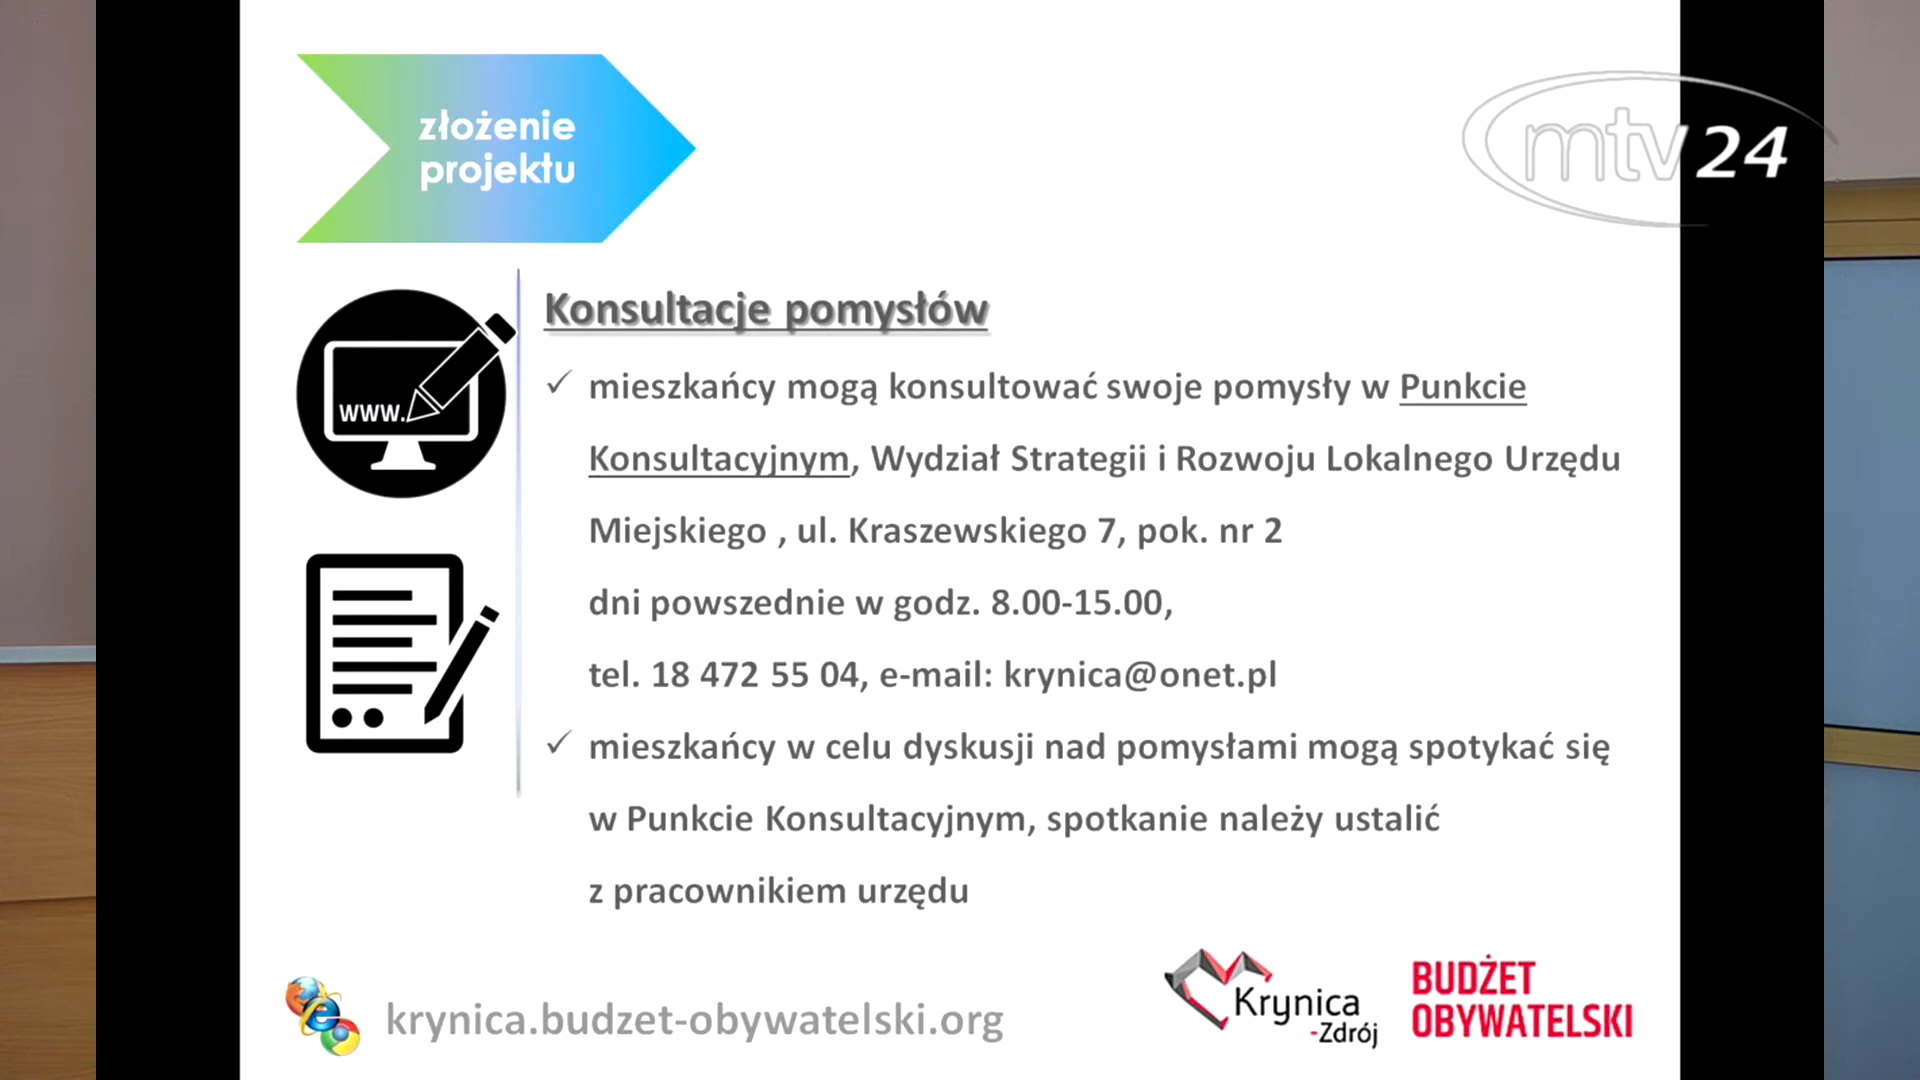 złożenie
projektu
mtv24
Konsultacje pomysłów
www.
✓ mieszkańcy mogą konsultować swoje pomysły w Punkcie
Konsultacyjnym, Wydział Strategii i Rozwoju Lokalnego Urzędu
Miejskiego , ul. Kraszewskiego 7, pok. nr 2
dni powszednie w godz. 8.00-15.00,
tel. 18 472 55 04, e-mail: krynica@onet.pl
✓ mieszkańcy w celu dyskusji nad pomysłami mogą spotykać się
w Punkcie Konsultacyjnym, spotkanie należy ustalić
z pracownikiem urzędu
krynica.budzet-obywatelski.org
Krynica
-Zdrój
BUDŻET
OBYWATELSKI